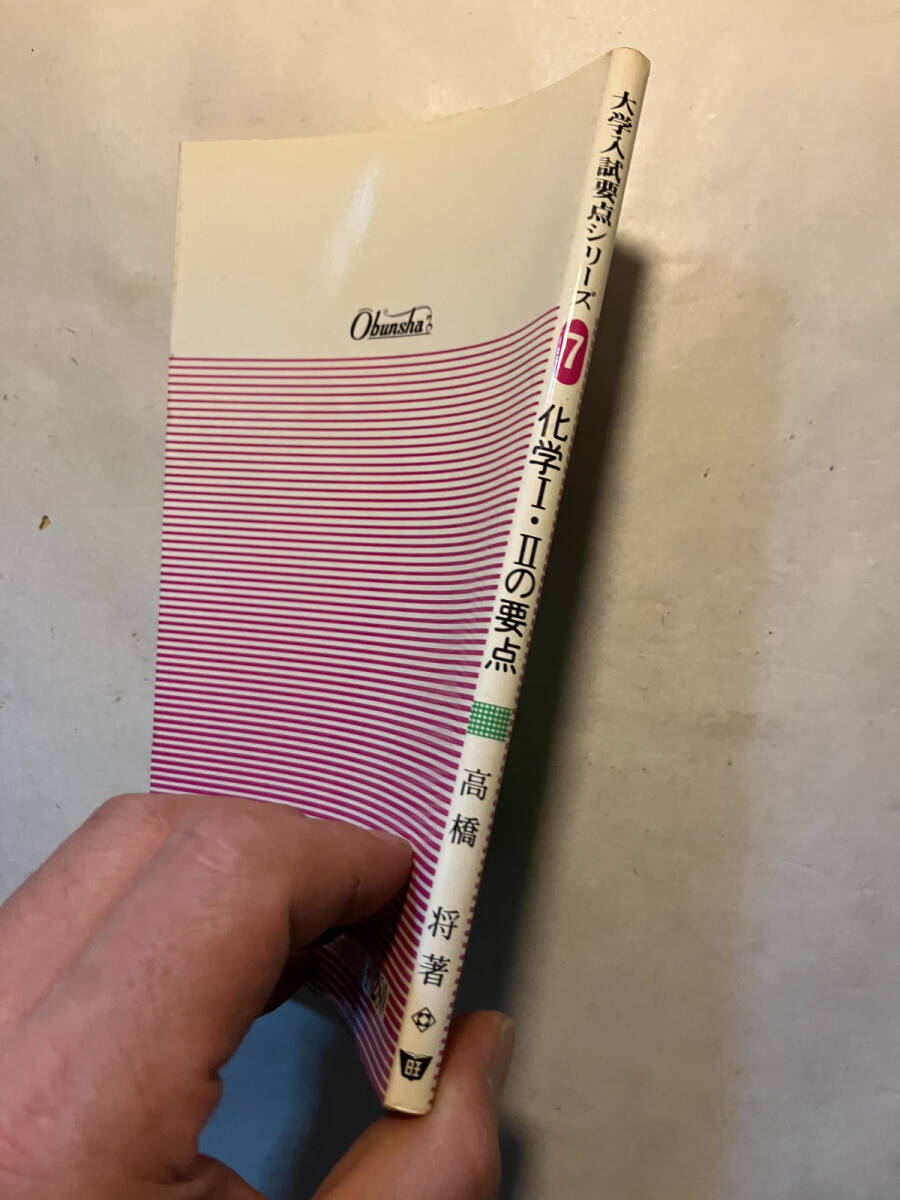 大学入試要点シリーズ
7
化学Ⅰ・Ⅱの要点
高橋 将著
旺
Obunsha